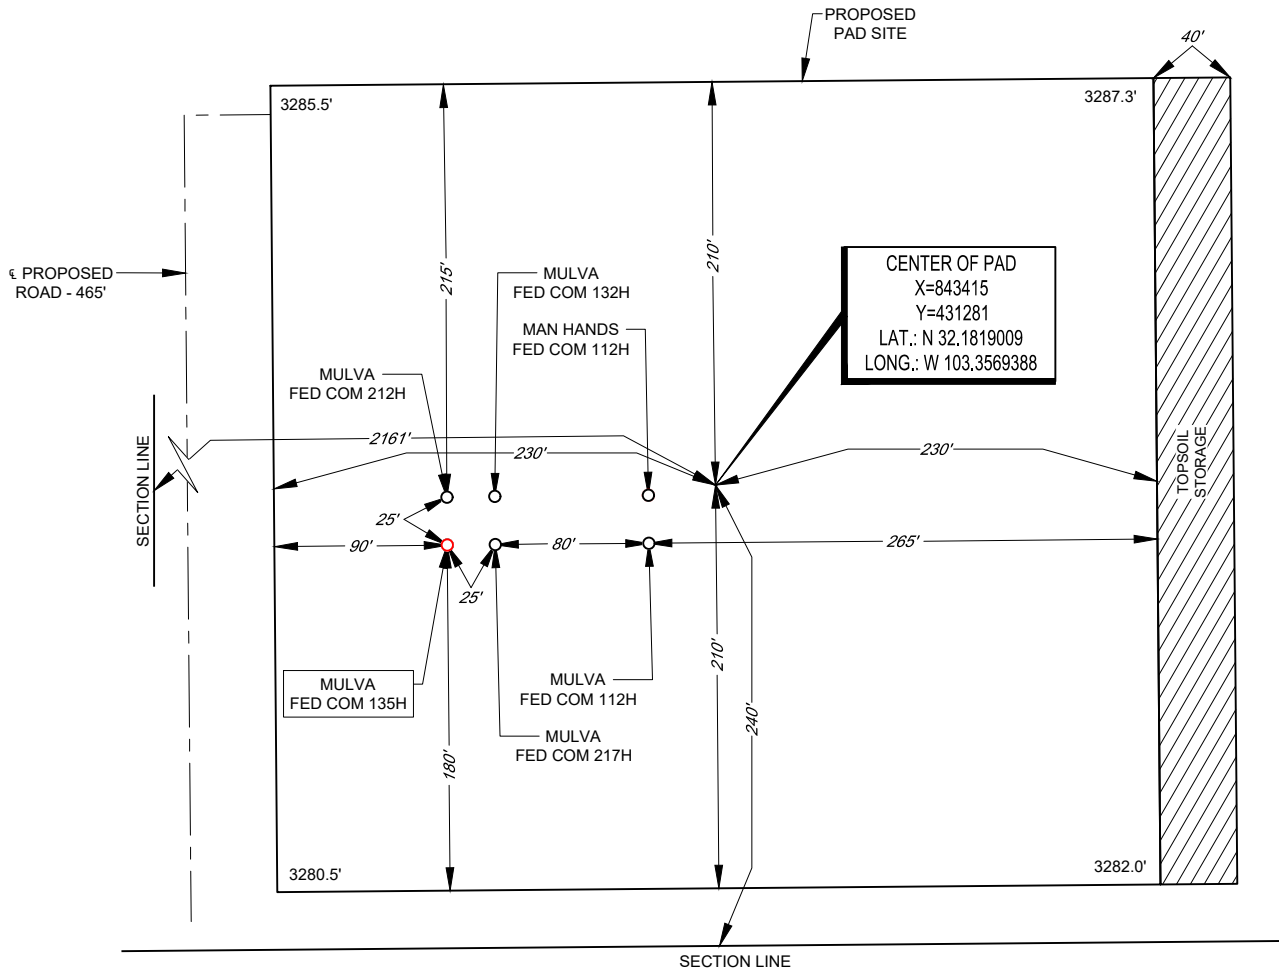 PROPOSED
PAD SITE
40'
3285.5'
3287.3'
℄ PROPOSED
ROAD - 465'
215'
210'
MULVA
FED COM 132H
MAN HANDS
FED COM 112H
CENTER OF PAD
X=843415
Y=431281
LAT.: N 32.1819009
LONG.: W 103.3569388
MULVA
FED COM 212H
SECTION LINE
2161'
230'
230'
TOPSOIL
STORAGE
25'
90'
80'
265'
25'
MULVA
FED COM 135H
MULVA
FED COM 112H
MULVA
FED COM 217H
210'
240'
180'
3280.5'
3282.0'
SECTION LINE